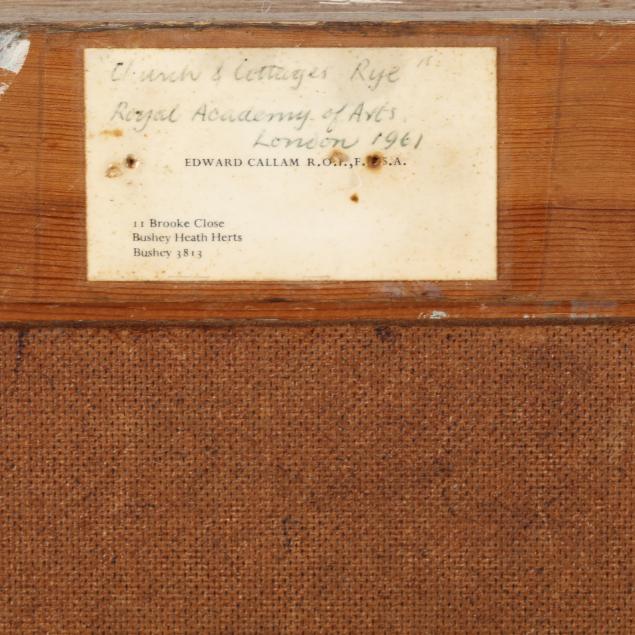 Church & Cottages Rye"
Royal Academy of Arts.
London 1961
EDWARD CALLAM R.O.I.,
11 Brooke Close
Bushey Heath Herts
Bushey 3813